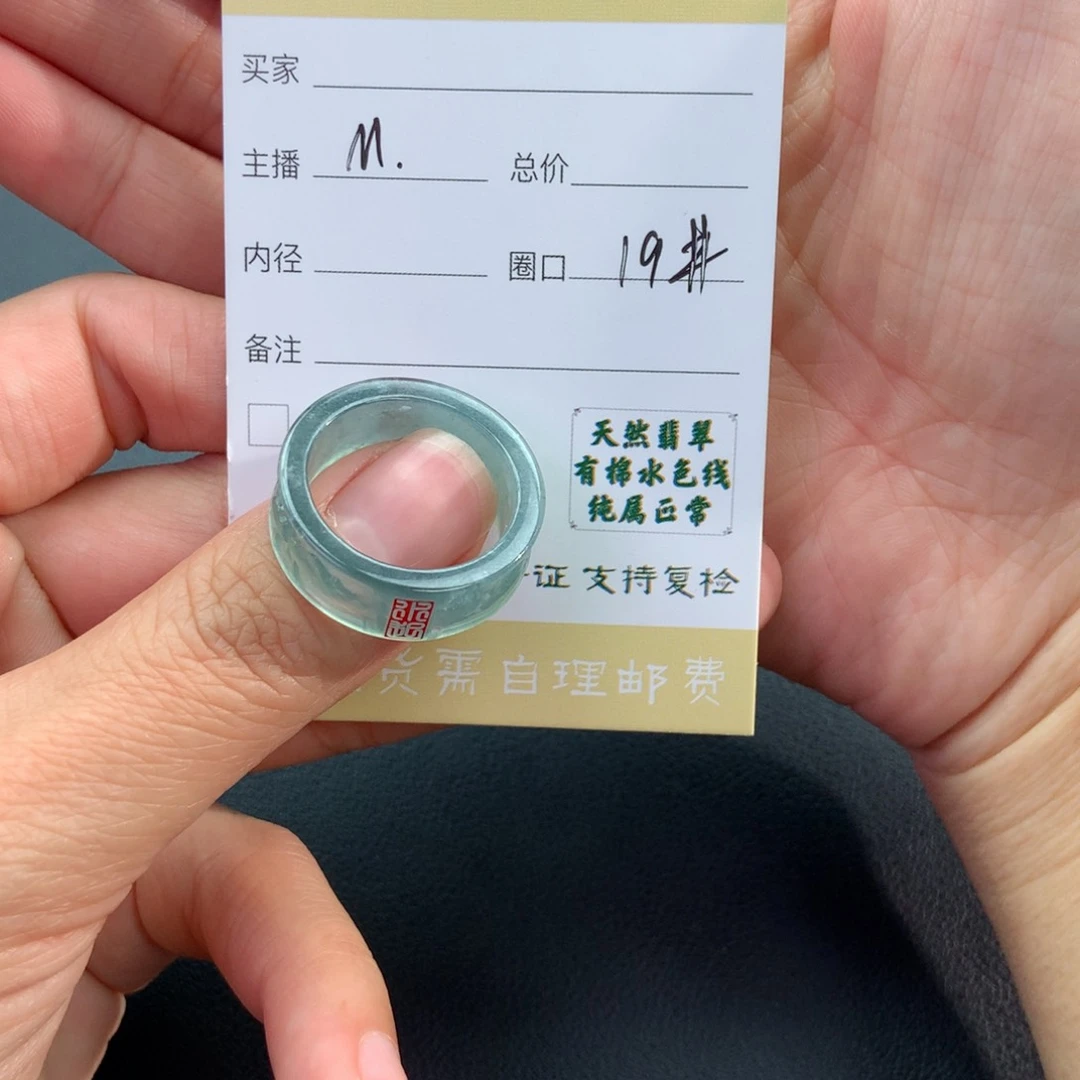 买家
主播 M. 总价
内径 圈口 19#
备注
天然翡翠
有棉水色线
纯属正常
证 支持复检
货需自理邮费